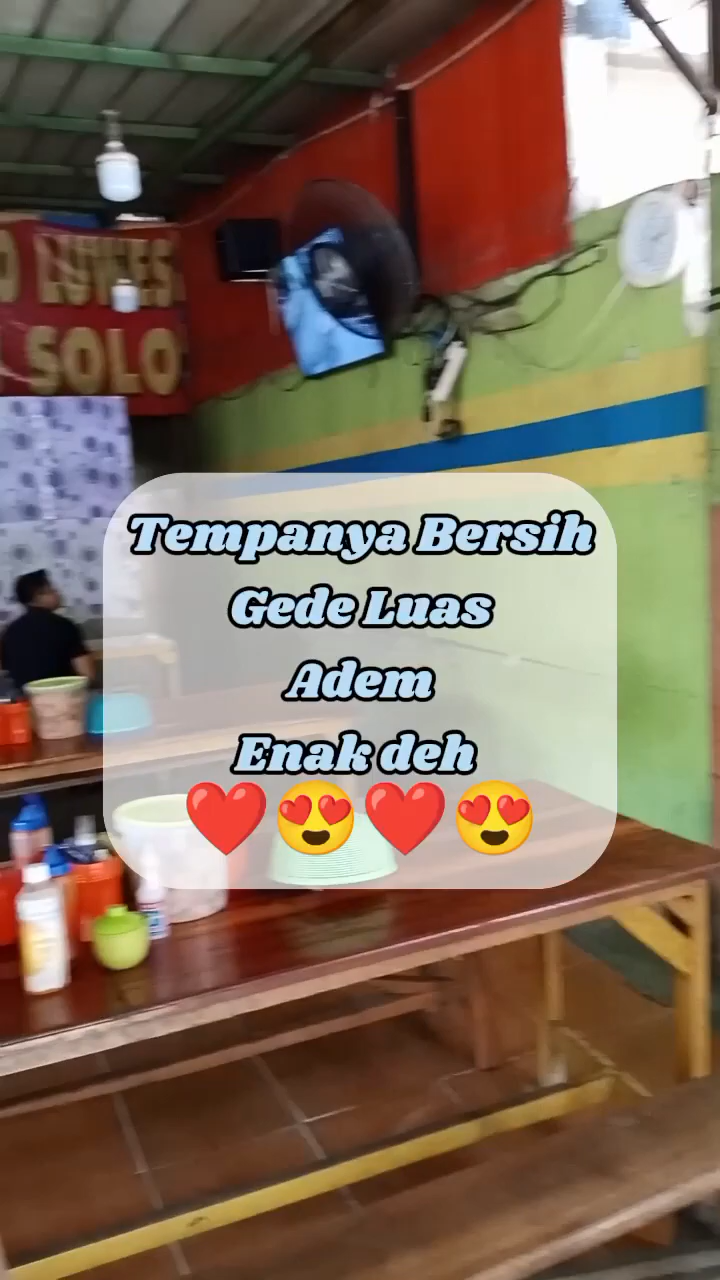 SOLO
Tempanya Bersih
Gede Luas
Adem
Enak deh
❤️😍❤️😍